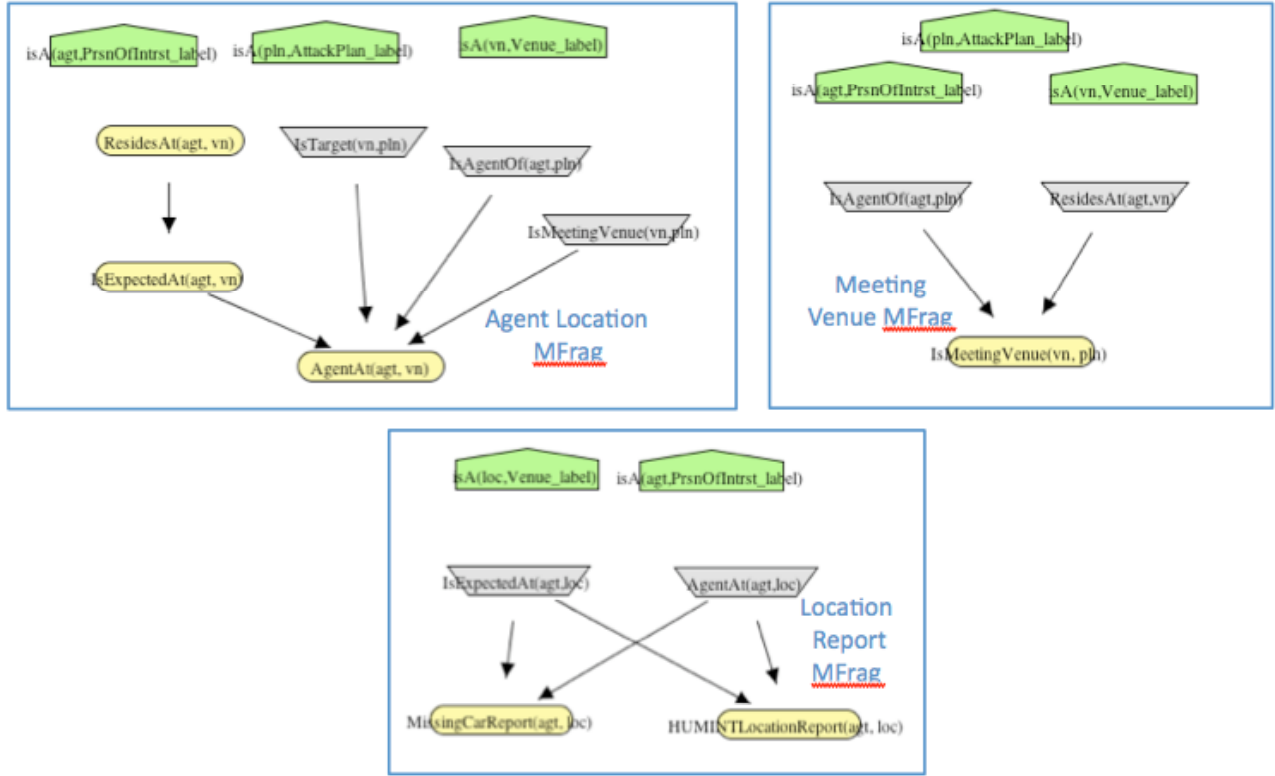 isA(agt,PrsnOfIntrst_label)
isA(pln,AttackPlan_label)
isA(vn,Venue_label)
ResidesAt(agt, vn)
IsTarget(vn,pln)
IsAgentOf(agt,pln)
IsMeetingVenue(vn,pln)
IsExpectedAt(agt, vn)
Agent Location
MFrag
AgentAt(agt, vn)
isA(pln,AttackPlan_label)
isA(agt,PrsnOfIntrst_label)
isA(vn,Venue_label)
IsAgentOf(agt,pln)
ResidesAt(agt,vn)
Meeting
Venue MFrag
IsMeetingVenue(vn, pln)
isA(loc,Venue_label)
isA(agt,PrsnOfIntrst_label)
IsExpectedAt(agt,loc)
AgentAt(agt,loc)
Location
Report
MFrag
MissingCarReport(agt, loc)
HUMINTLocationReport(agt, loc)